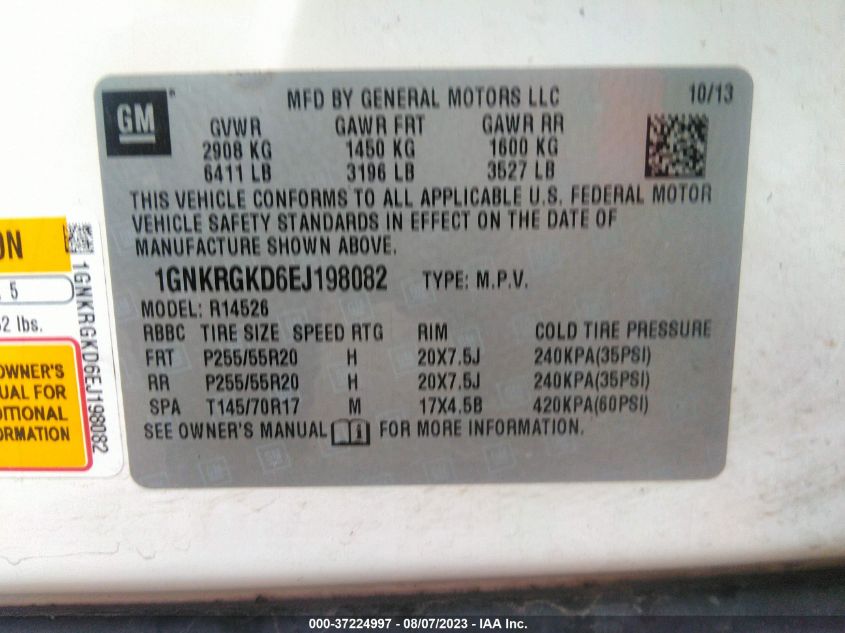 GM
MFD BY GENERAL MOTORS LLC
10/13
GVWR GAWR FRT GAWR RR
2908 KG 1450 KG 1600 KG
6411 LB 3196 LB 3527 LB
THIS VEHICLE CONFORMS TO ALL APPLICABLE U.S. FEDERAL MOTOR
VEHICLE SAFETY STANDARDS IN EFFECT ON THE DATE OF
MANUFACTURE SHOWN ABOVE.
1GNKRGKD6EJ198082 TYPE: M.P.V.
MODEL: R14526
RBBC TIRE SIZE SPEED RTG RIM COLD TIRE PRESSURE
FRT P255/55R20 H 20X7.5J 240KPA(35PSI)
RR P255/55R20 H 20X7.5J 240KPA(35PSI)
SPA T145/70R17 M 17X4.5B 420KPA(60PSI)
SEE OWNER'S MANUAL i FOR MORE INFORMATION.
5
lbs.
OWNER'S
FOR
1GNKRGKD6EJ198082
000-37224997 - 08/07/2023 - IAA Inc.